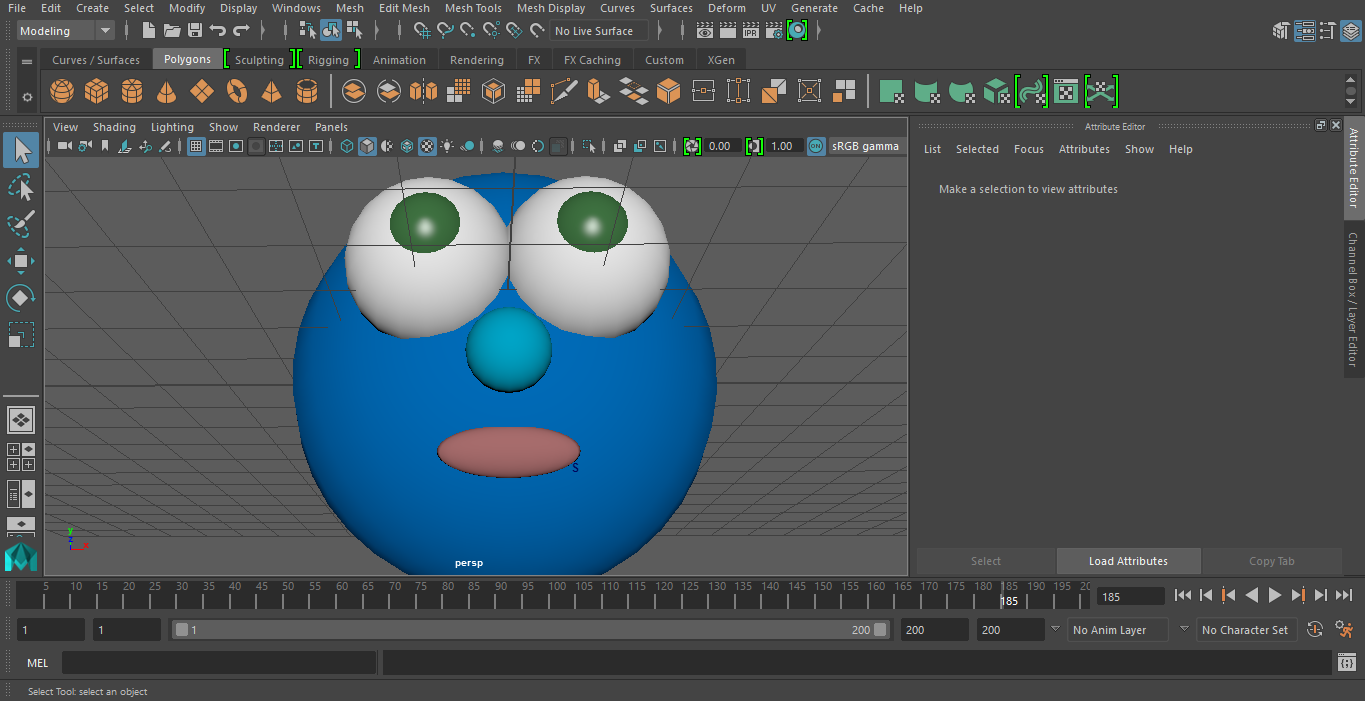 File Edit Create Select Modify Display Windows Mesh Edit Mesh Mesh Tools Mesh Display Curves Surfaces Deform UV Generate Cache Help
Modeling No Live Surface
Curves / Surfaces Polygons Sculpting Rigging Animation Rendering FX FX Caching Custom XGen
View Shading Lighting Show Renderer Panels
0.00 1.00 ON sRGB gamma
Attribute Editor
List Selected Focus Attributes Show Help
Make a selection to view attributes
Attribute Editor
Channel Box / Layer Editor
IPR
S
y
x
persp
Select Load Attributes Copy Tab
5 10 15 20 25 30 35 40 45 50 55 60 65 70 75 80 85 90 95 100 105 110 115 120 125 130 135 140 145 150 155 160 165 170 175 180 185 190 195 20
185 185
1 1 1 200 200 200 No Anim Layer No Character Set
MEL
Select Tool: select an object